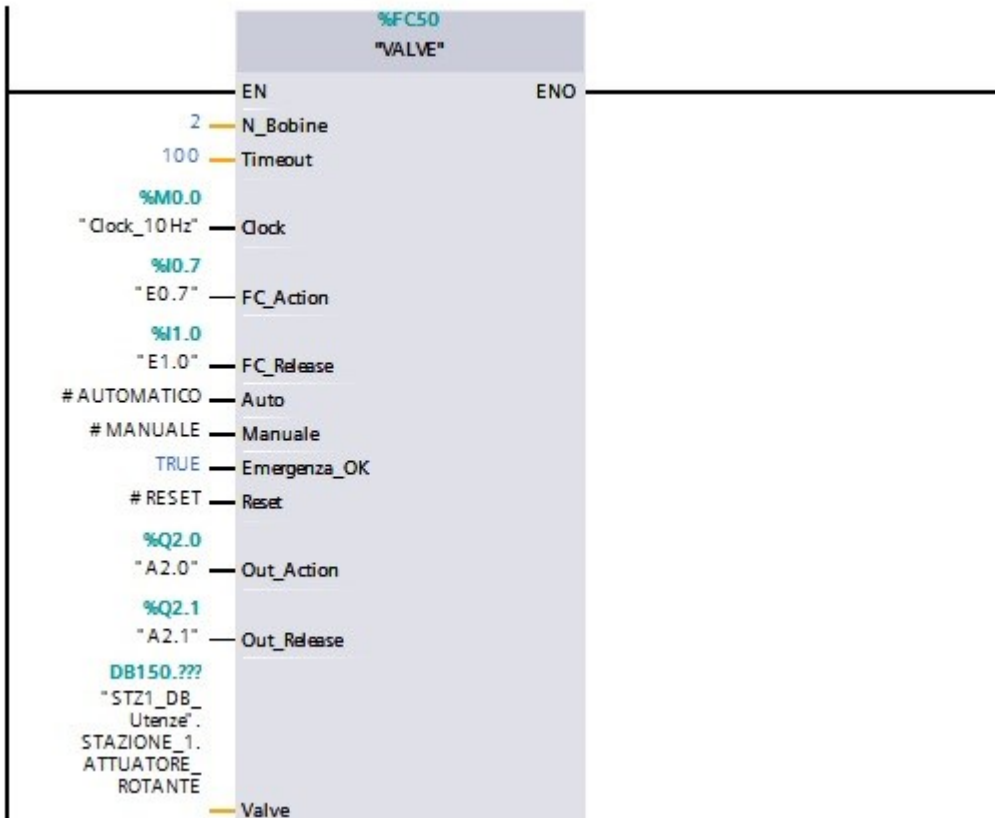 %FC50
"VALVE"
EN ENO
2 N_Bobine
100 Timeout
%M0.0
"Clock_10Hz" Clock
%I0.7
"E0.7" FC_Action
%I1.0
"E1.0" FC_Release
#AUTOMATICO Auto
#MANUALE Manuale
TRUE Emergenza_OK
#RESET Reset
%Q2.0
"A2.0" Out_Action
%Q2.1
"A2.1" Out_Release
DB150.???
"STZ1_DB_
Utenze".
STAZIONE_1.
ATTUATORE_
ROTANTE
Valve